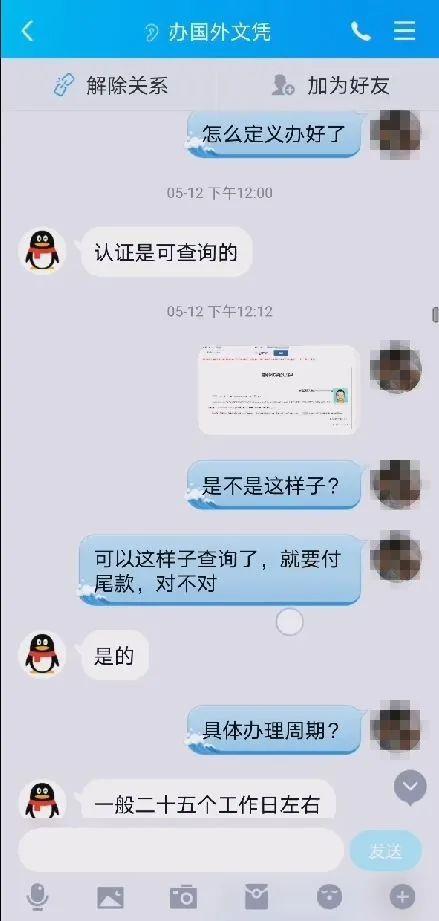 办国外文凭
解除关系
加为好友
怎么定义办好了
05-12 下午12:00
认证是可查询的
05-12 下午12:12
是不是这样子？
可以这样子查询了，就要付
尾款，对不对
是的
具体办理周期？
一般二十五个工作日左右
发送